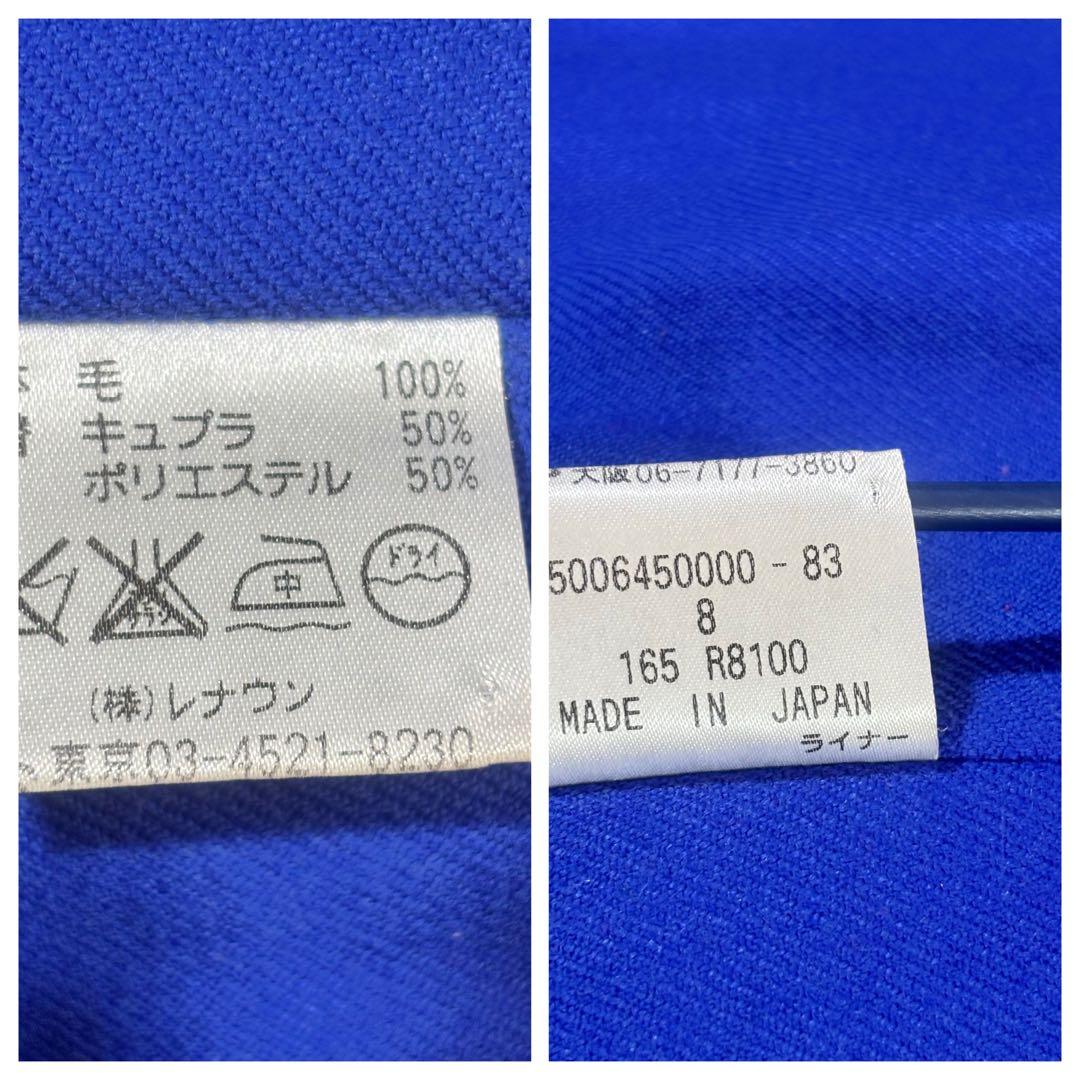 毛 100%
キュプラ 50%
ポリエステル 50%
中 ドライ
(株)レナウン
東京03-4521-8230
大阪06-7177-3860
5006450000-83
8
165 R8100
MADE IN JAPAN
ライナー